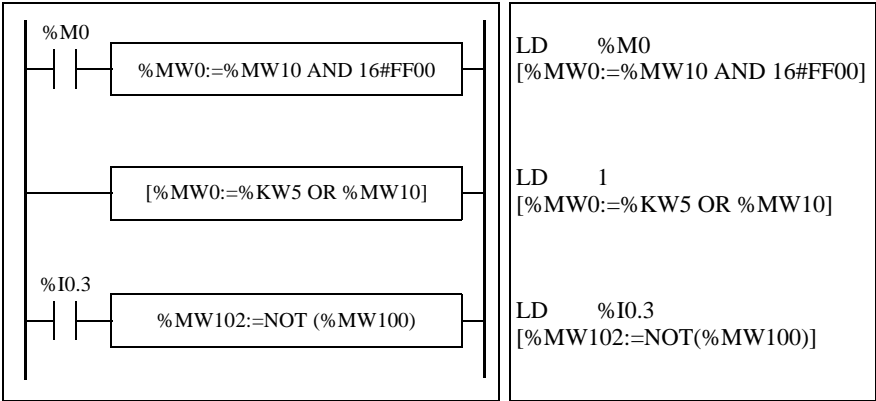 %M0
%MW0:=%MW10 AND 16#FF00
[%MW0:=%KW5 OR %MW10]
%I0.3
%MW102:=NOT (%MW100)
LD %M0
[%MW0:=%MW10 AND 16#FF00]
LD 1
[%MW0:=%KW5 OR %MW10]
LD %I0.3
[%MW102:=NOT(%MW100)]